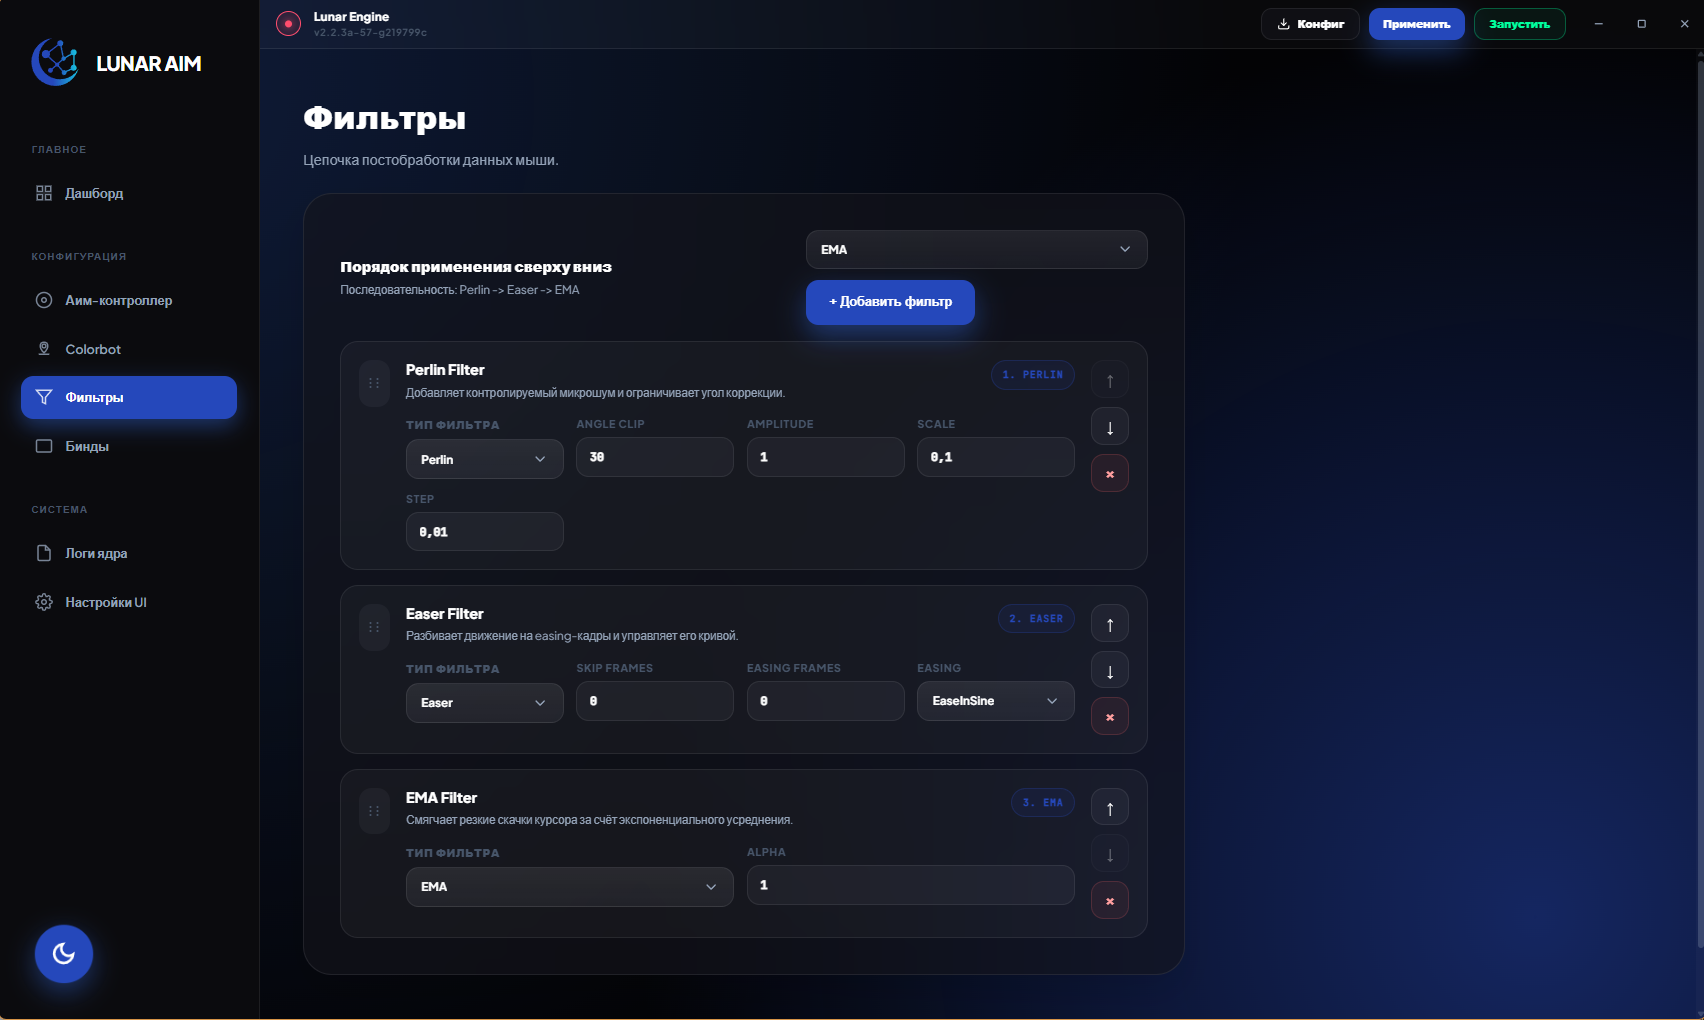 LUNAR AIM
ГЛАВНОЕ
Дашборд
КОНФИГУРАЦИЯ
Аим-контроллер
Colorbot
Фильтры
Бинды
СИСТЕМА
Логи ядра
Настройки UI
Lunar Engine
v2.2.3a-57-g219799c
Конфиг
Применить
Запустить
Фильтры
Цепочка постобработки данных мыши.
Порядок применения сверху вниз
Последовательность: Perlin -> Easer -> EMA
EMA
+ Добавить фильтр
Perlin Filter
Добавляет контролируемый микрошум и ограничивает угол коррекции.
1. PERLIN
ТИП ФИЛЬТРА
Perlin
ANGLE CLIP
30
AMPLITUDE
1
SCALE
0,1
STEP
0,01
Easer Filter
Разбивает движение на easing-кадры и управляет его кривой.
2. EASER
ТИП ФИЛЬТРА
Easer
SKIP FRAMES
0
EASING FRAMES
0
EASING
EaseInSine
EMA Filter
Смягчает резкие скачки курсора за счёт экспоненциального усреднения.
3. EMA
ТИП ФИЛЬТРА
EMA
ALPHA
1